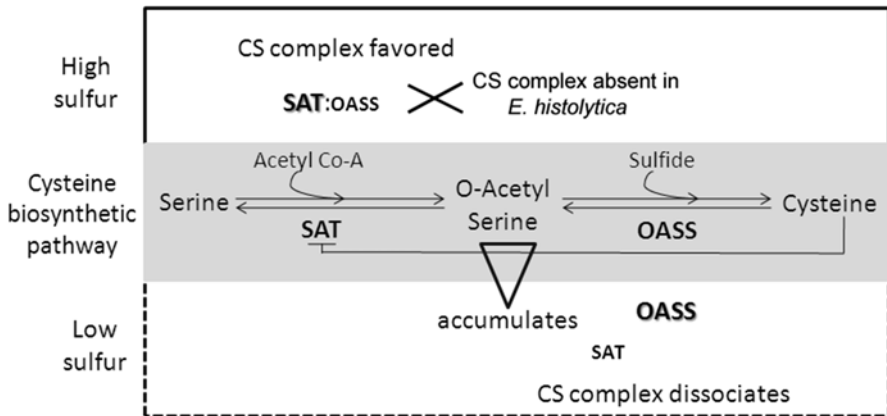 High
sulfur
CS complex favored
SAT:OASS
CS complex absent in
E. histolytica
Cysteine
biosynthetic
pathway
Acetyl Co-A
Sulfide
Serine
O-Acetyl
Serine
Cysteine
SAT
OASS
Low
sulfur
accumulates
OASS
SAT
CS complex dissociates